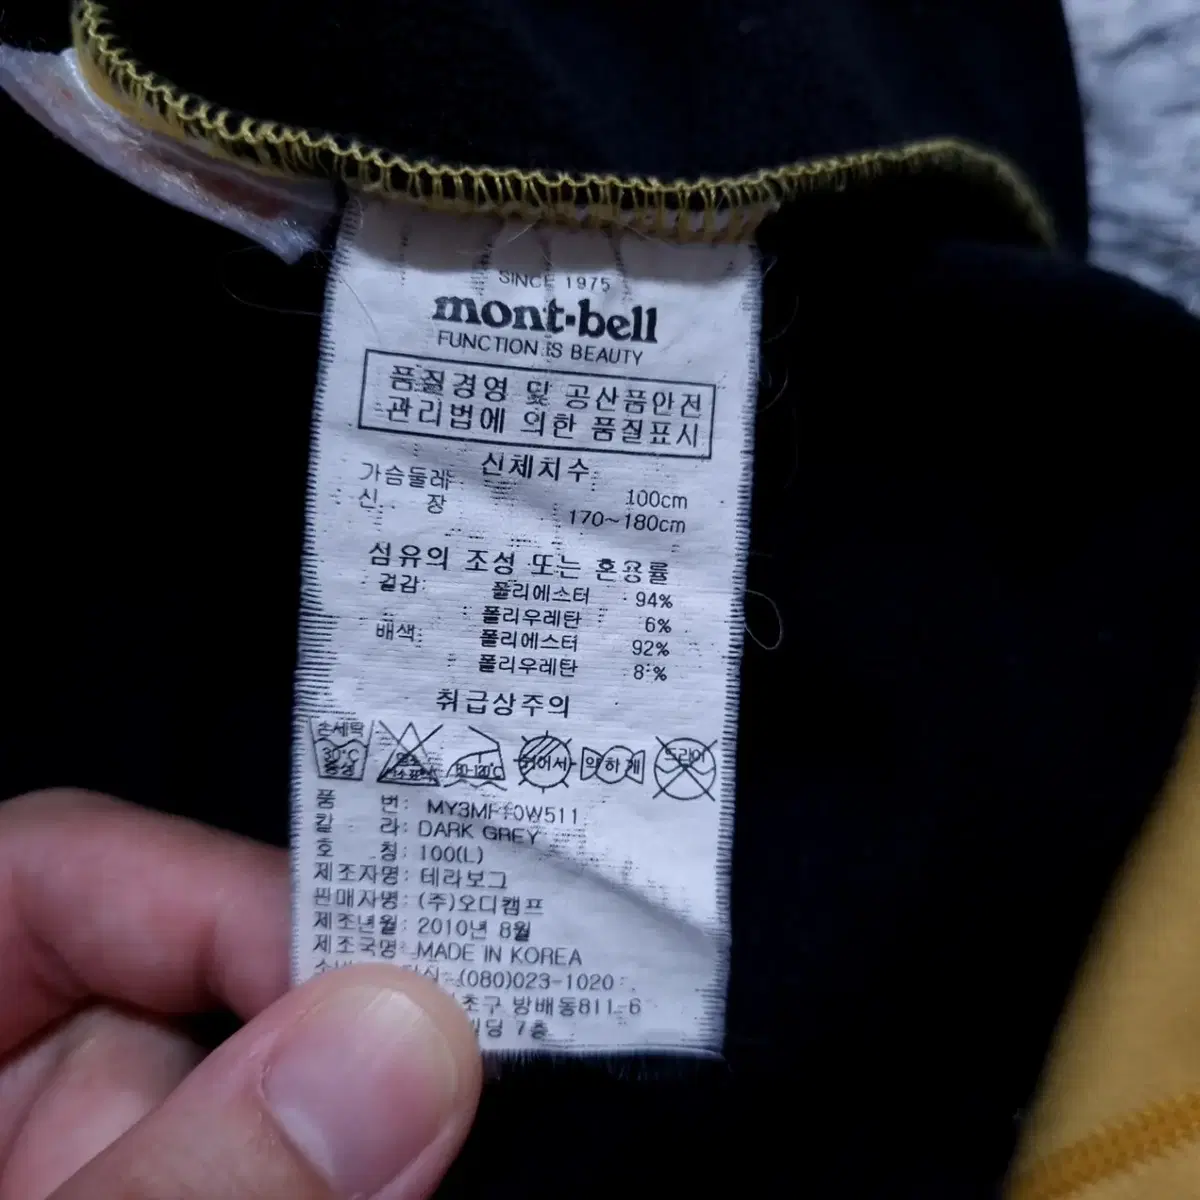 SINCE 1975
mont-bell
FUNCTION IS BEAUTY
품질경영 및 공산품안전
관리법에 의한 품질표시
신체치수
가슴둘레 100cm
신 장 170~180cm
섬유의 조성 또는 혼용률
겉감: 폴리에스터 94%
폴리우레탄 6%
배색: 폴리에스터 92%
폴리우레탄 8%
취급상주의
손세탁 30°C 중성 80-120°C 약하게 드라이
품 번: 
칼 라: DARK GREY
호 칭: 100(L)
제조자명: 테라보그
판매자명: (주)오디캠프
제조년월: 2010년 8월
제조국명: MADE IN KOREA
(080)023-1020
초구 방배동811-6
7층